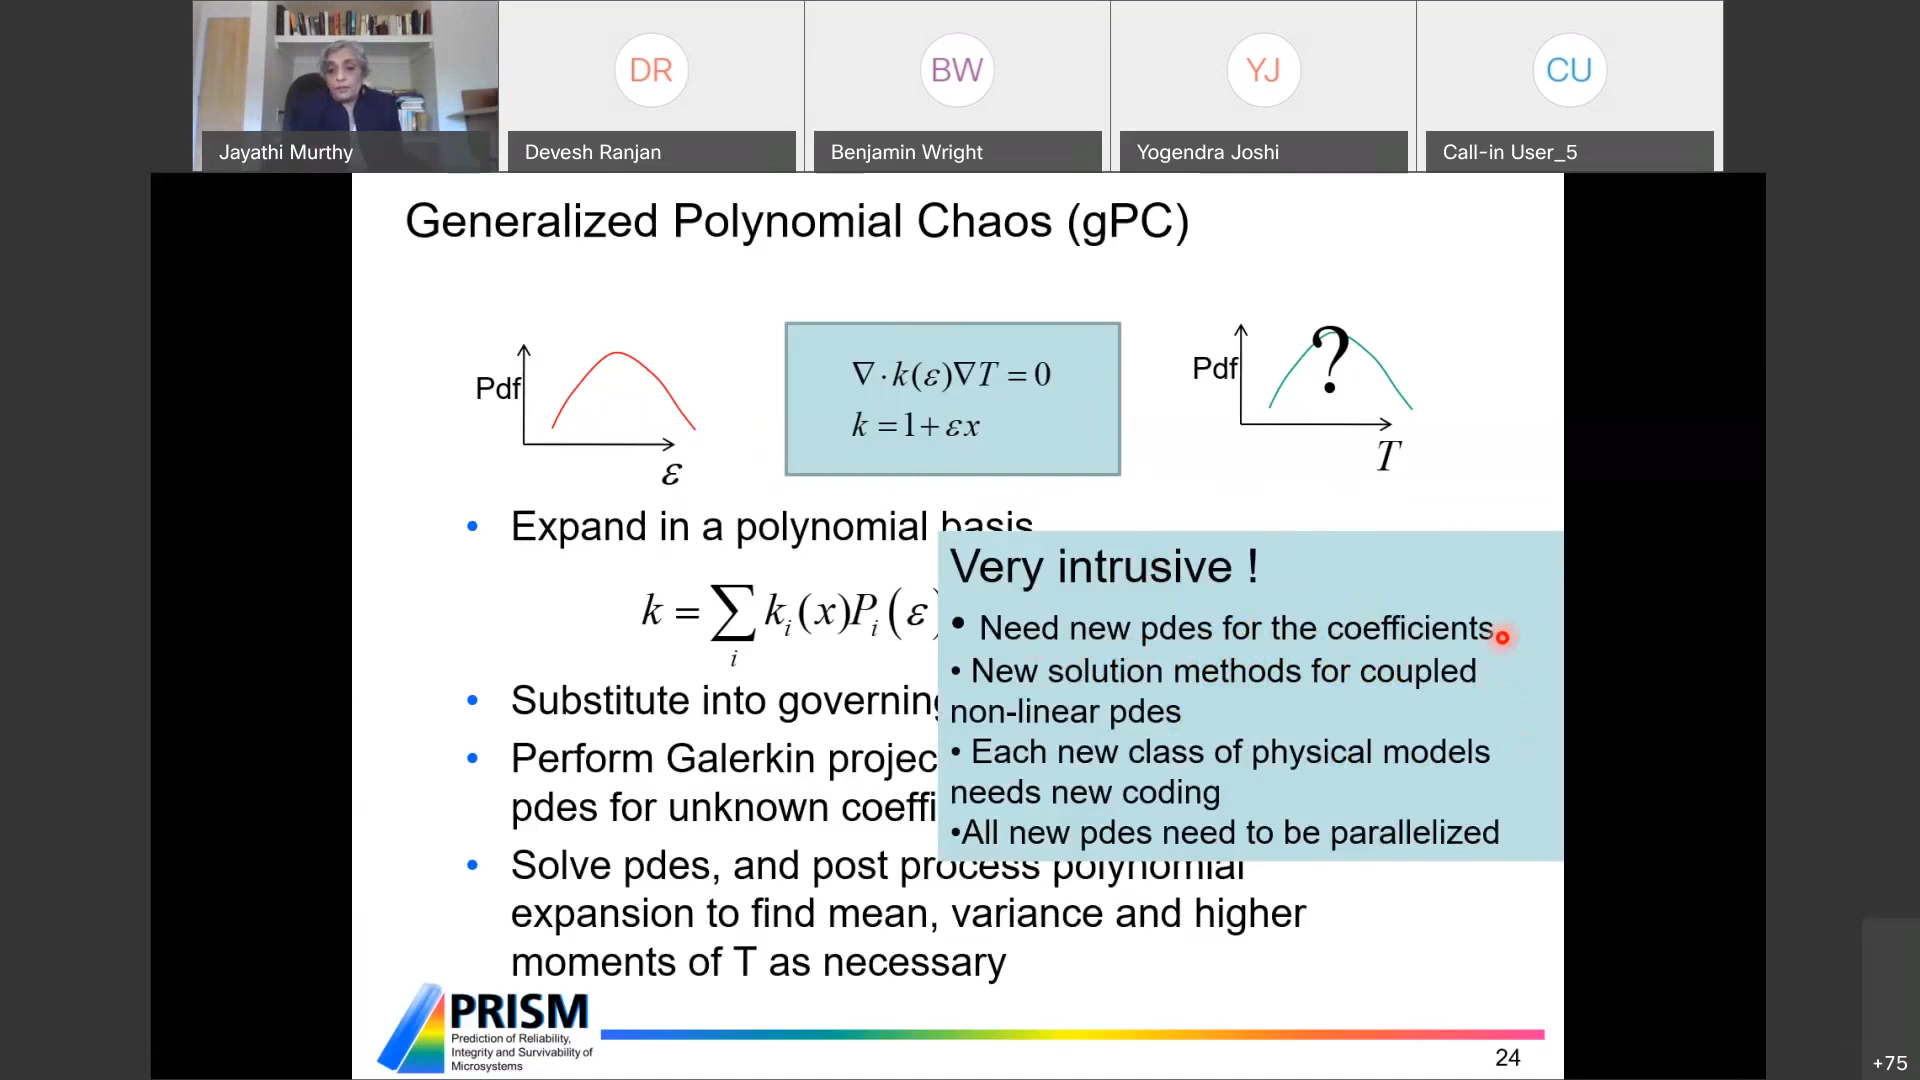 DR
BW
YJ
CU
Jayathi Murthy
Devesh Ranjan
Benjamin Wright
Yogendra Joshi
Call-in User_5
Generalized Polynomial Chaos (gPC)
Pdf
ε
∇·k(ε)∇T = 0
k = 1 + εx
Pdf
?
T
• Expand in a polynomial basis
k = ∑ kᵢ(x)Pᵢ(ε)
i
• Substitute into governing
• Perform Galerkin projec
pdes for unknown coeffi
• Solve pdes, and post process polynomial
expansion to find mean, variance and higher
moments of T as necessary
Very intrusive !
• Need new pdes for the coefficients
• New solution methods for coupled
non-linear pdes
• Each new class of physical models
needs new coding
•All new pdes need to be parallelized
PRISM
Prediction of Reliability,
Integrity and Survivability of
Microsystems
24
+75